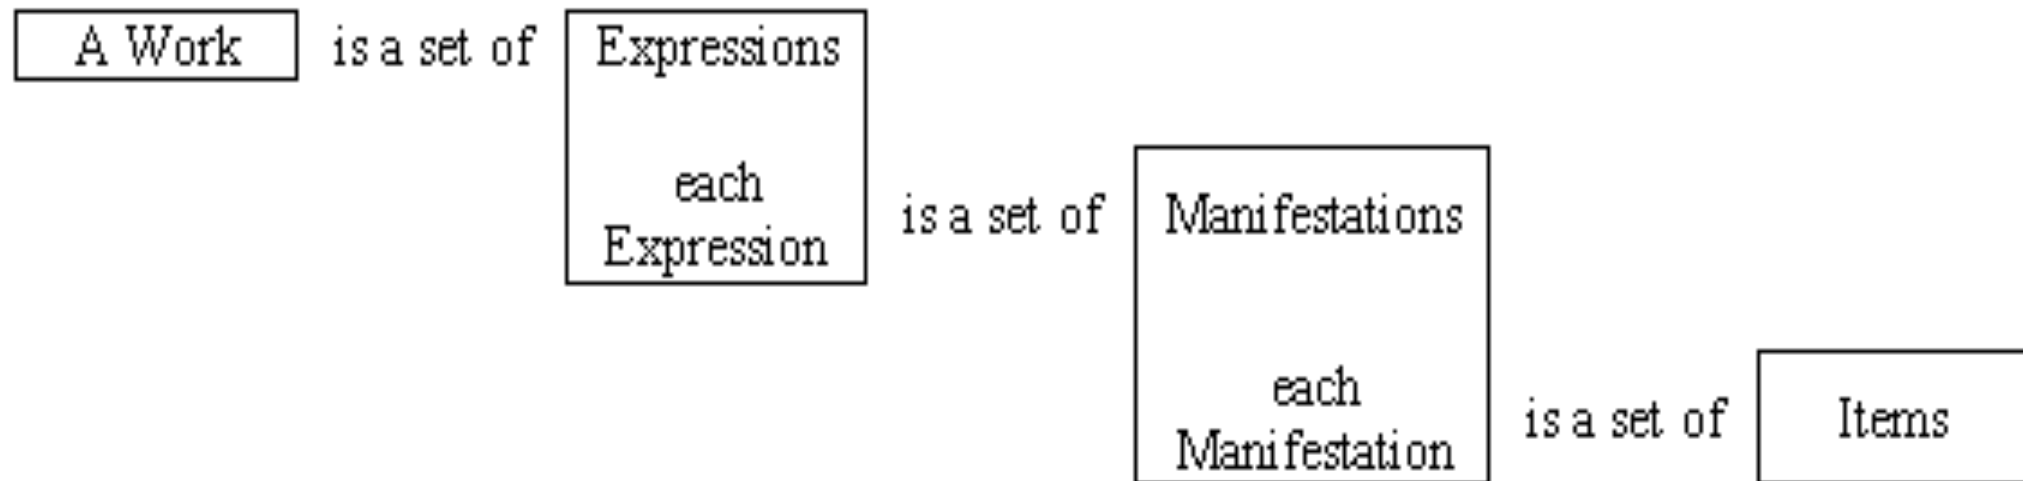 A Work is a set of Expressions
each
Expression is a set of Manifestations
each
Manifestation is a set of Items